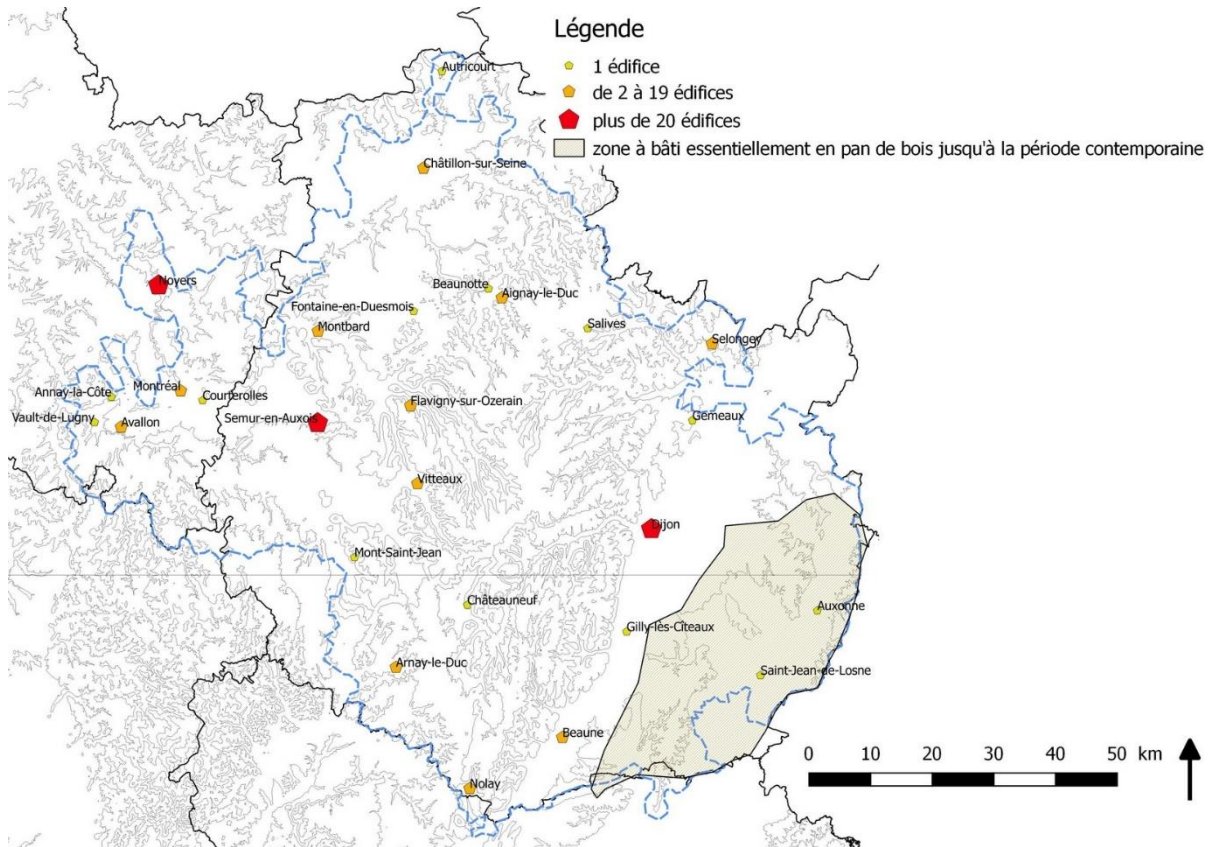 Légende
1 édifice
de 2 à 19 édifices
plus de 20 édifices
zone à bâti essentiellement en pan de bois jusqu'à la période contemporaine
Autricourt
Châtillon-sur-Seine
Noyers
Beaunotte
Aignay-le-Duc
Fontaine-en-Duesmois
Montbard
Salives
Selongey
Annay-la-Côte
Montréal
Courterolles
Vault-de-Lugny
Avallon
Semur-en-Auxois
Flavigny-sur-Ozerain
Gemeaux
Vitteaux
Dijon
Mont-Saint-Jean
Châteauneuf
Auxonne
Gilly-lès-Cîteaux
Arnay-le-Duc
Saint-Jean-de-Losne
Beaune
Nolay
0 10 20 30 40 50 km